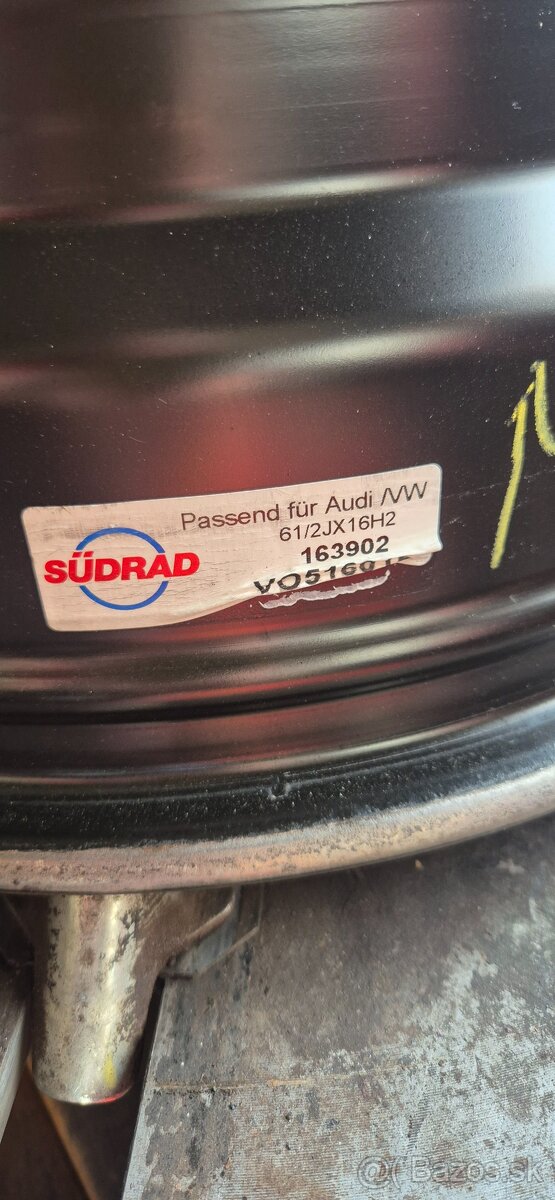 Passend für Audi /VW
61/2JX16H2
163902
SÜDRAD
Bazos.sk